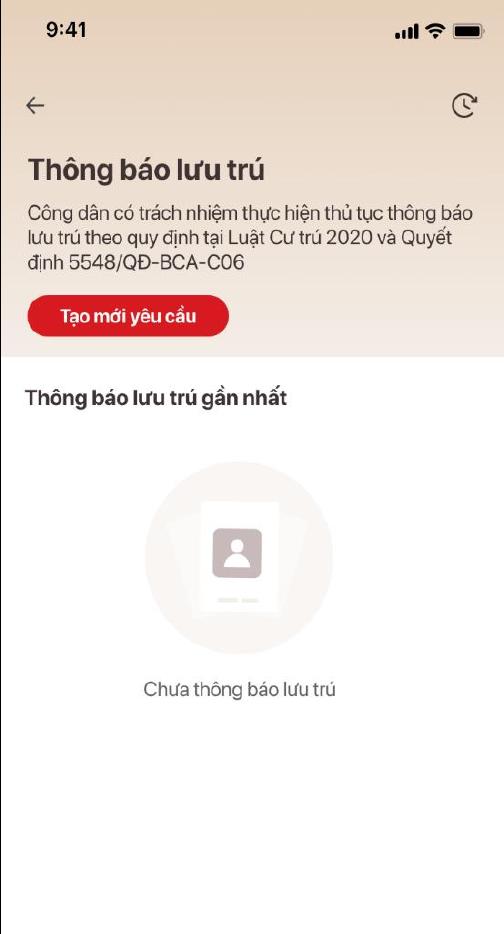 9:41
Thông báo lưu trú
Công dân có trách nhiệm thực hiện thủ tục thông báo
lưu trú theo quy định tại Luật Cư trú 2020 và Quyết
định 5548/QĐ-BCA-C06
Tạo mới yêu cầu
Thông báo lưu trú gần nhất
Chưa thông báo lưu trú